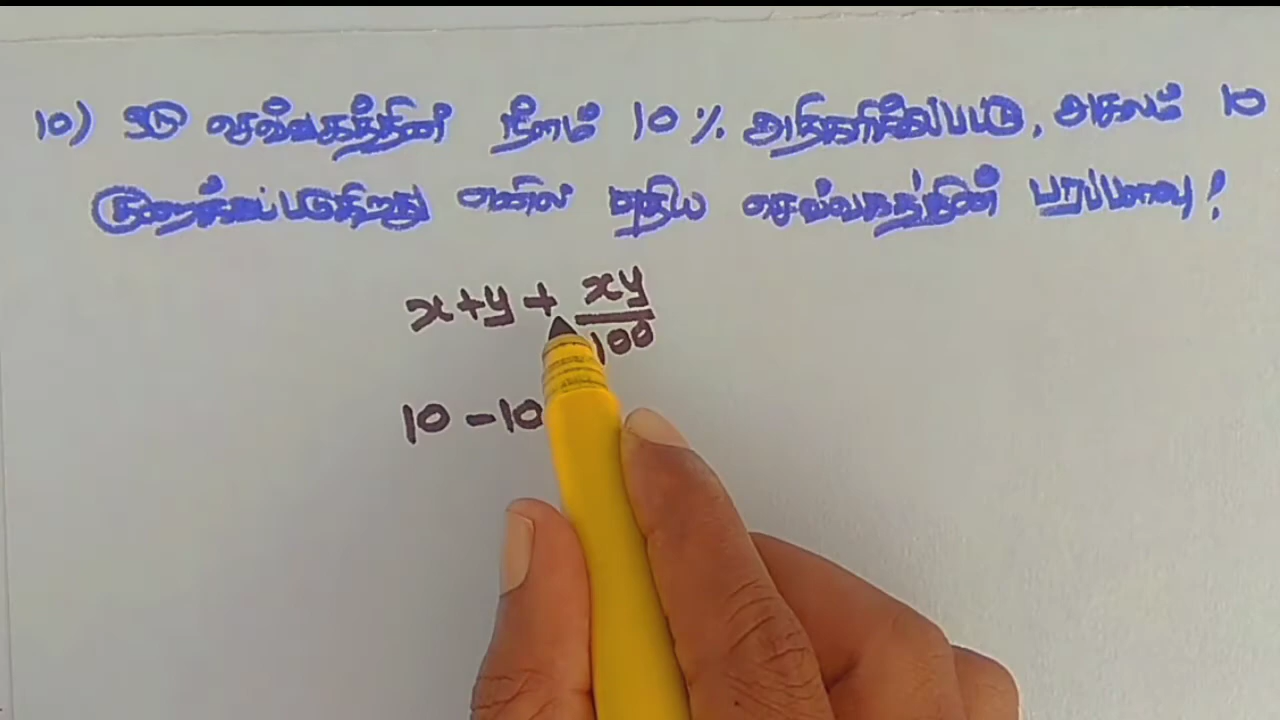 10) ஒரு செவ்வகத்தின் நீளம் 10% அதிகரிக்கப்பட்டு, அகலம் 10
குறைக்கப்படுகிறது எனில் புதிய செவ்வகத்தின் பரப்பளவு?
x+y+ xy/100
10 -10